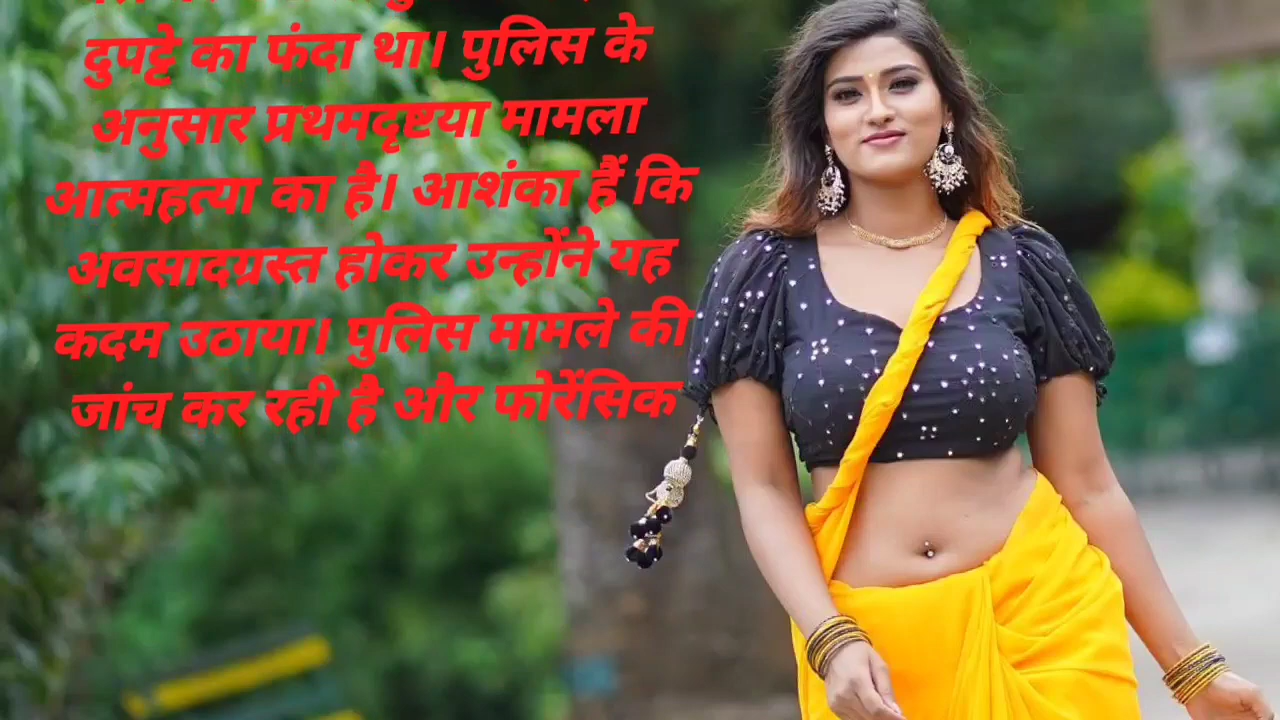 दुपट्टे का फंदा था। पुलिस के
अनुसार प्रथमदृष्टया मामला
आत्महत्या का है। आशंका हैं कि
अवसादग्रस्त होकर उन्होंने यह
कदम उठाया। पुलिस मामले की
जांच कर रही है और फोरेंसिक